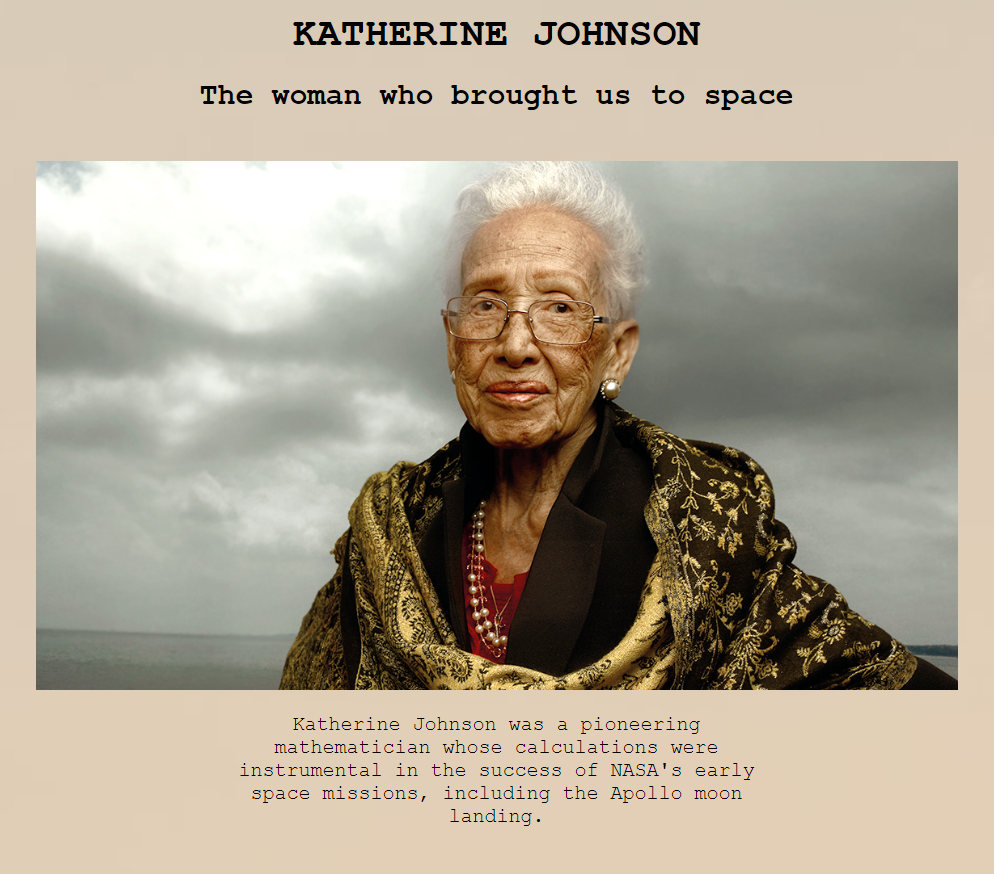 KATHERINE JOHNSON
The woman who brought us to space
Katherine Johnson was a pioneering
mathematician whose calculations were
instrumental in the success of NASA's early
space missions, including the Apollo moon
landing.